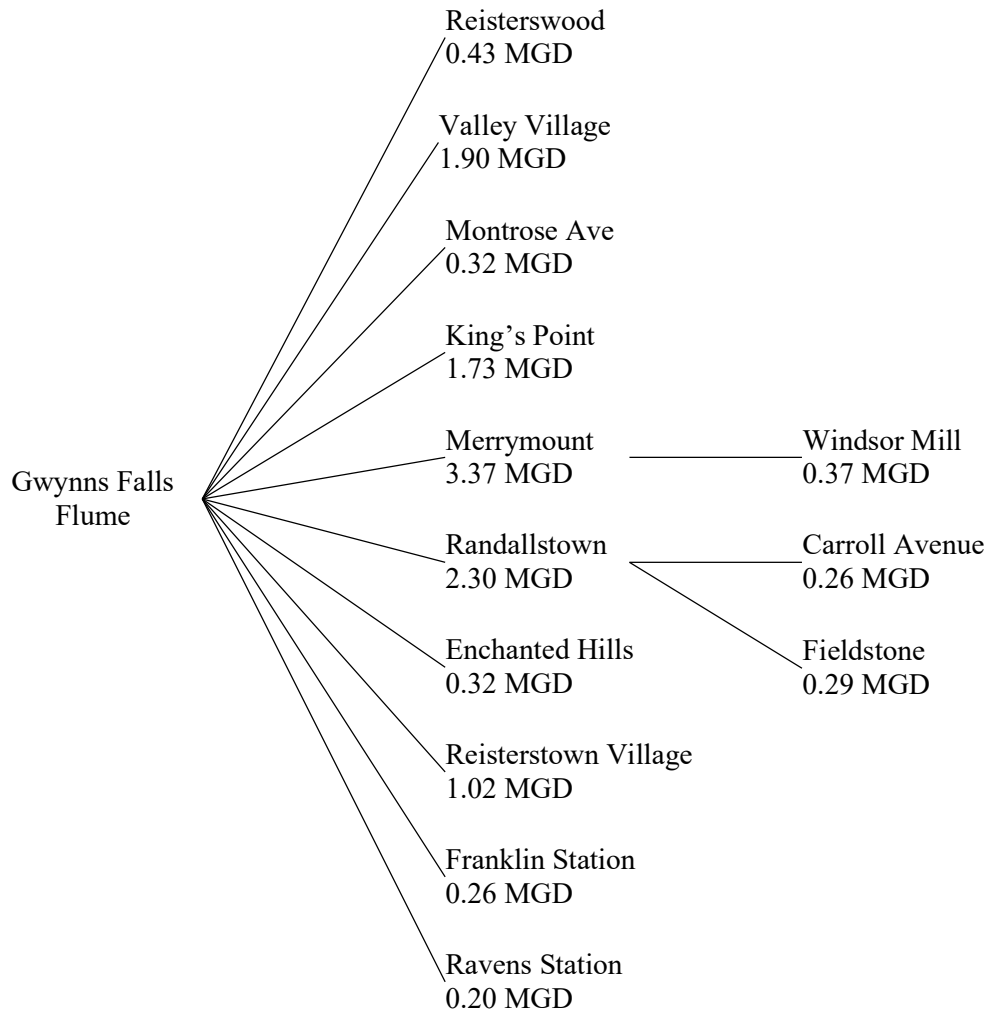 Reisterswood
0.43 MGD
Valley Village
1.90 MGD
Montrose Ave
0.32 MGD
King’s Point
1.73 MGD
Gwynns Falls
Flume
Merrymount
3.37 MGD
Windsor Mill
0.37 MGD
Randallstown
2.30 MGD
Carroll Avenue
0.26 MGD
Fieldstone
0.29 MGD
Enchanted Hills
0.32 MGD
Reisterstown Village
1.02 MGD
Franklin Station
0.26 MGD
Ravens Station
0.20 MGD